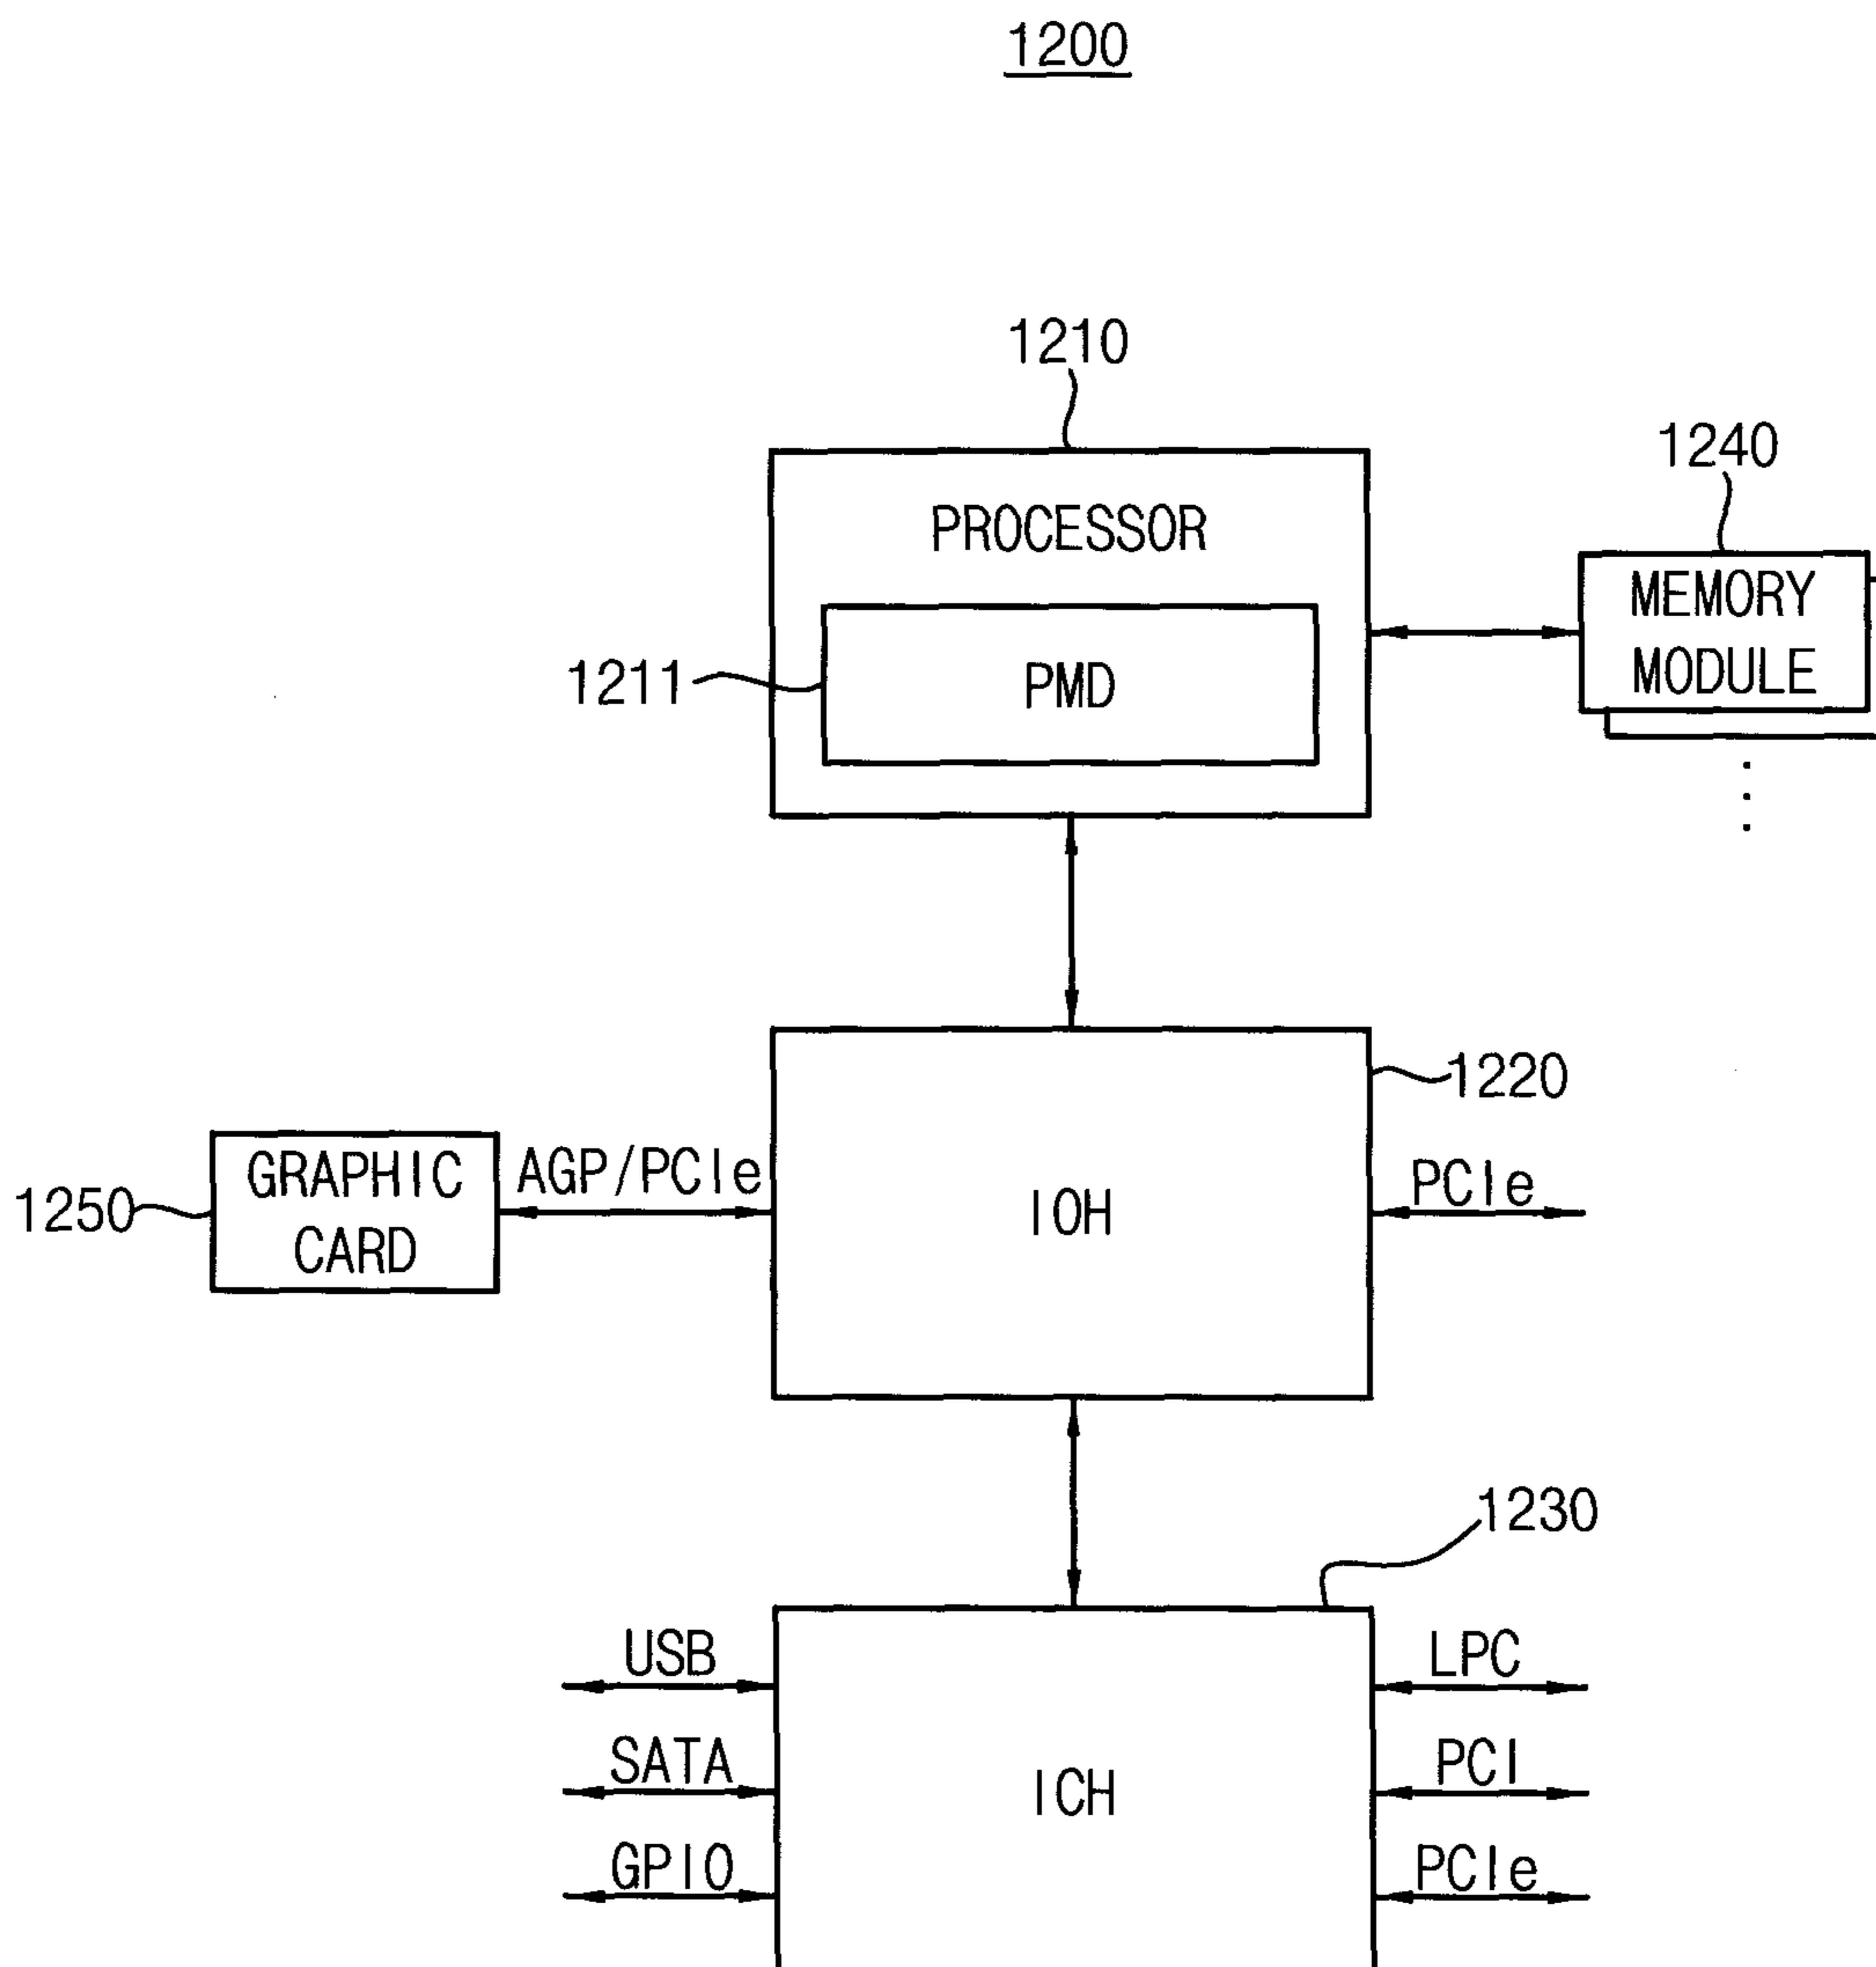 1200
1210
1240
PROCESSOR
MEMORY
MODULE
1211
PMD
1220
GRAPHIC
CARD
1250
AGP/PCIe
IOH
PCIe
1230
USB
LPC
SATA
ICH
PCI
GPIO
PCIe